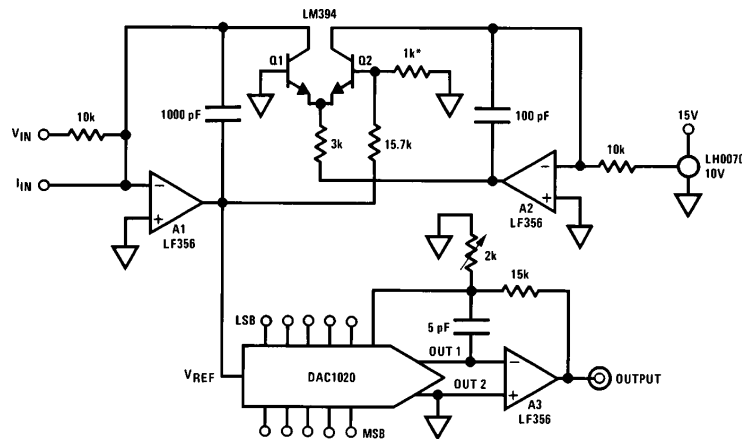 LM394
Q1
Q2
1k*
10k
1000 pF
3k
15.7k
100 pF
15V
10k
LH0070
10V
VIN
IIN
A1
LF356
A2
LF356
2k
15k
5 pF
LSB
VREF
DAC1020
OUT 1
OUT 2
MSB
A3
LF356
OUTPUT